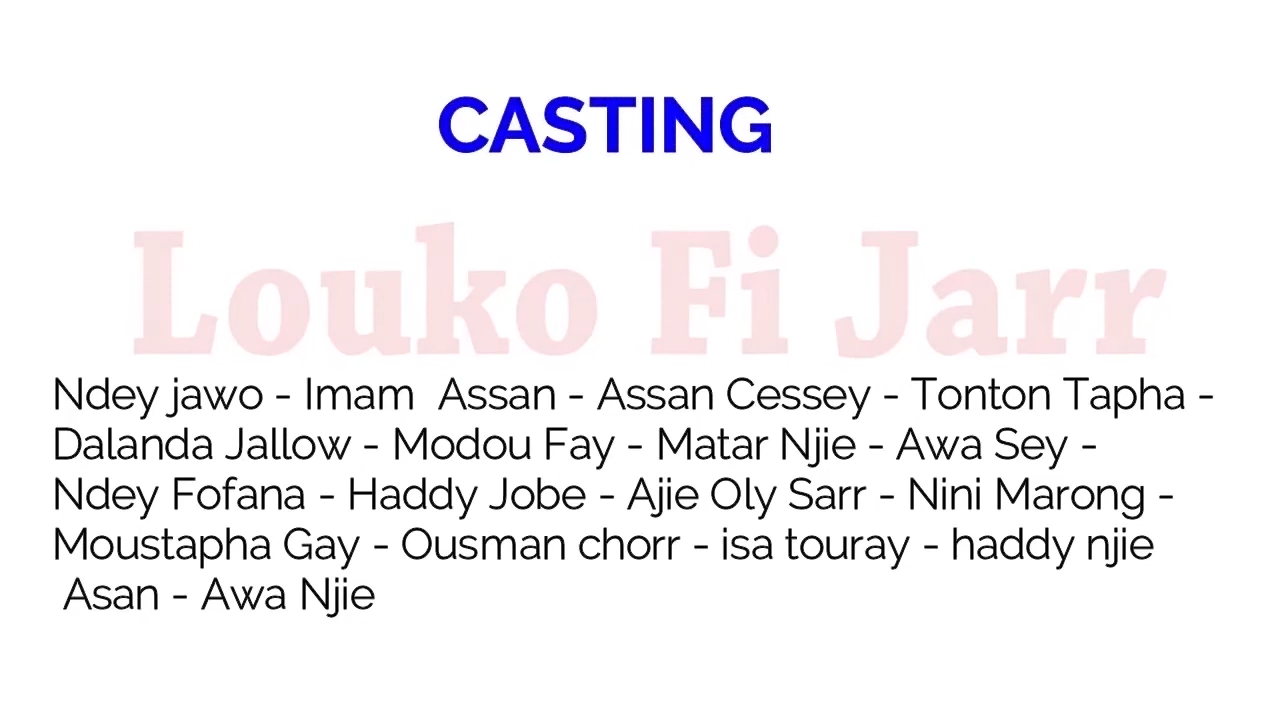 CASTING
Louko Fi Jarr
Ndey jawo - Imam  Assan - Assan Cessey - Tonton Tapha -
Dalanda Jallow - Modou Fay - Matar Njie - Awa Sey -
Ndey Fofana - Haddy Jobe - Ajie Oly Sarr - Nini Marong -
Moustapha Gay - Ousman chorr - isa touray - haddy njie
Asan - Awa Njie